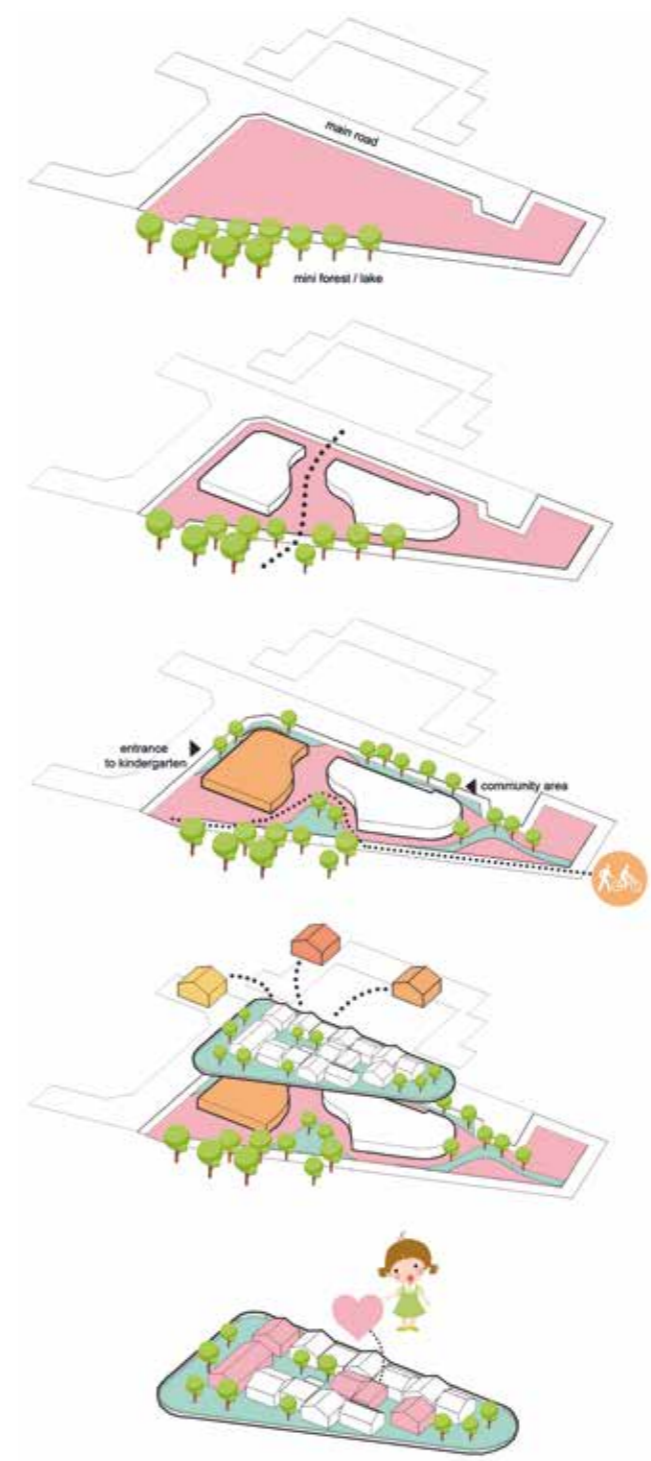 main road
mini forest / lake
entrance
to kindergarten
community area